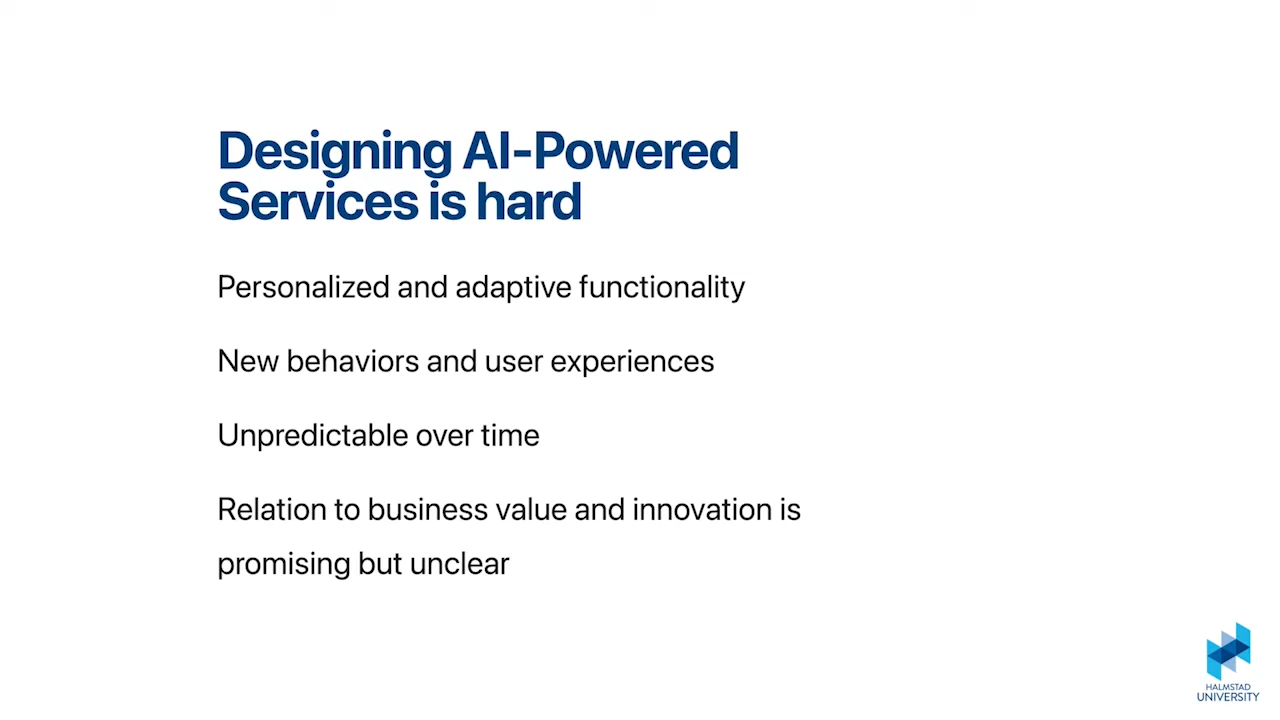 Designing AI-Powered
Services is hard
Personalized and adaptive functionality
New behaviors and user experiences
Unpredictable over time
Relation to business value and innovation is
promising but unclear
HALMSTAD
UNIVERSITY